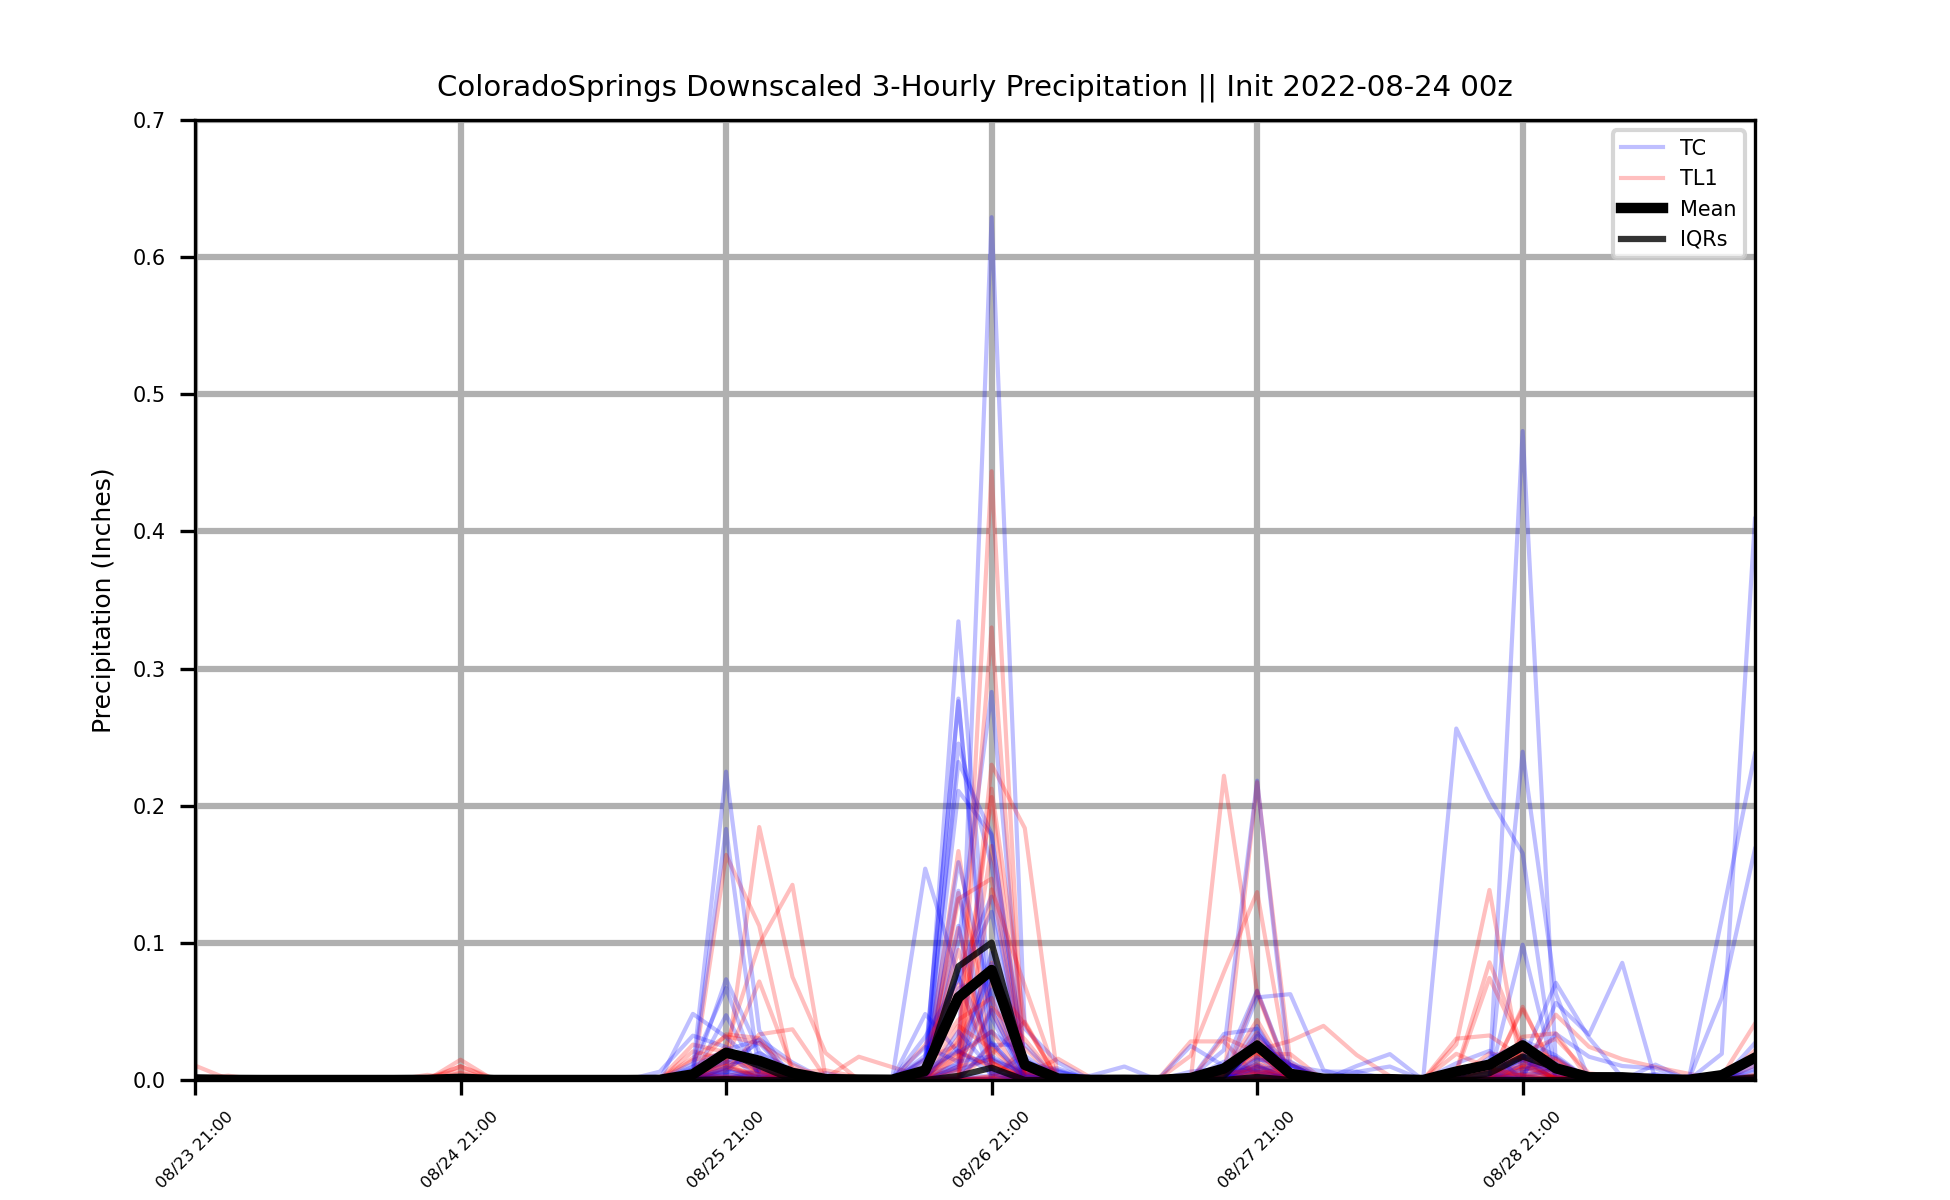 ColoradoSprings Downscaled 3-Hourly Precipitation || Init 2022-08-24 00z
Precipitation (Inches)
0.7
0.6
0.5
0.4
0.3
0.2
0.1
0.0
TC
TL1
Mean
IQRs
08/23 21:00
08/24 21:00
08/25 21:00
08/26 21:00
08/27 21:00
08/28 21:00